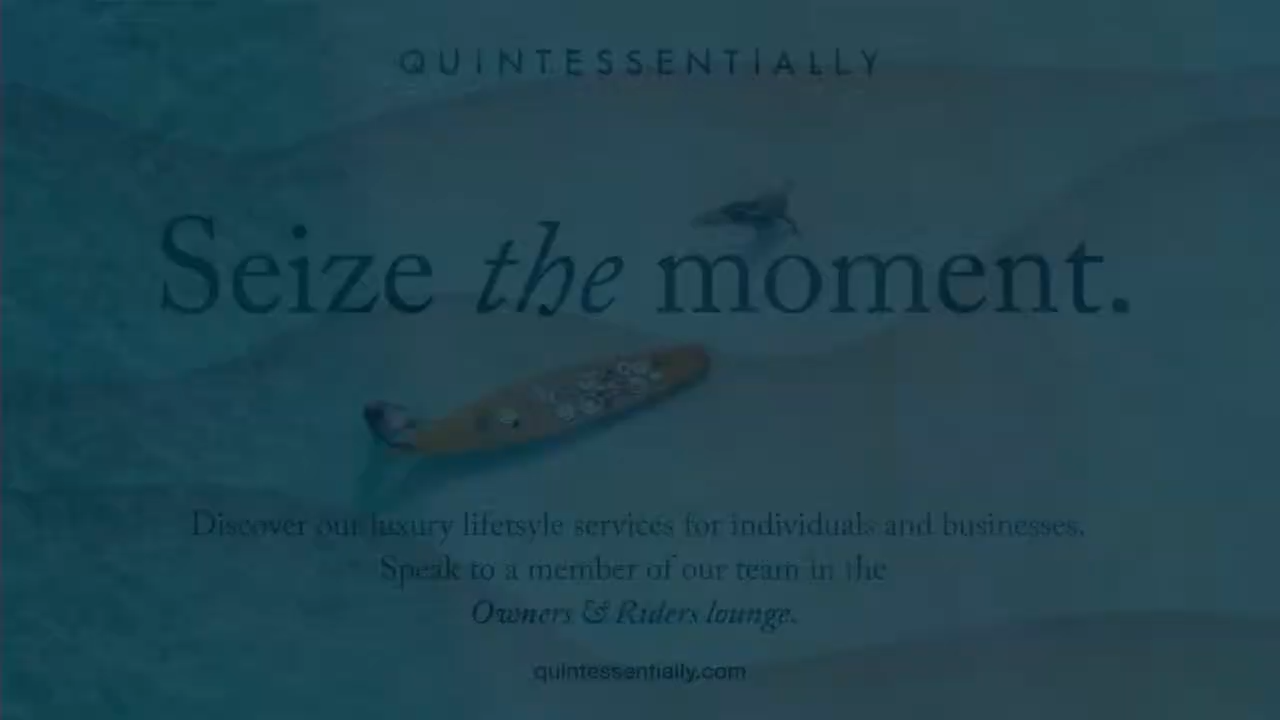 QUINTESSENTIALLY
Seize the moment.
Discover our luxury lifetsyle services for individuals and businesses.
Speak to a member of our team in the
Owners & Riders lounge.
quintessentially.com